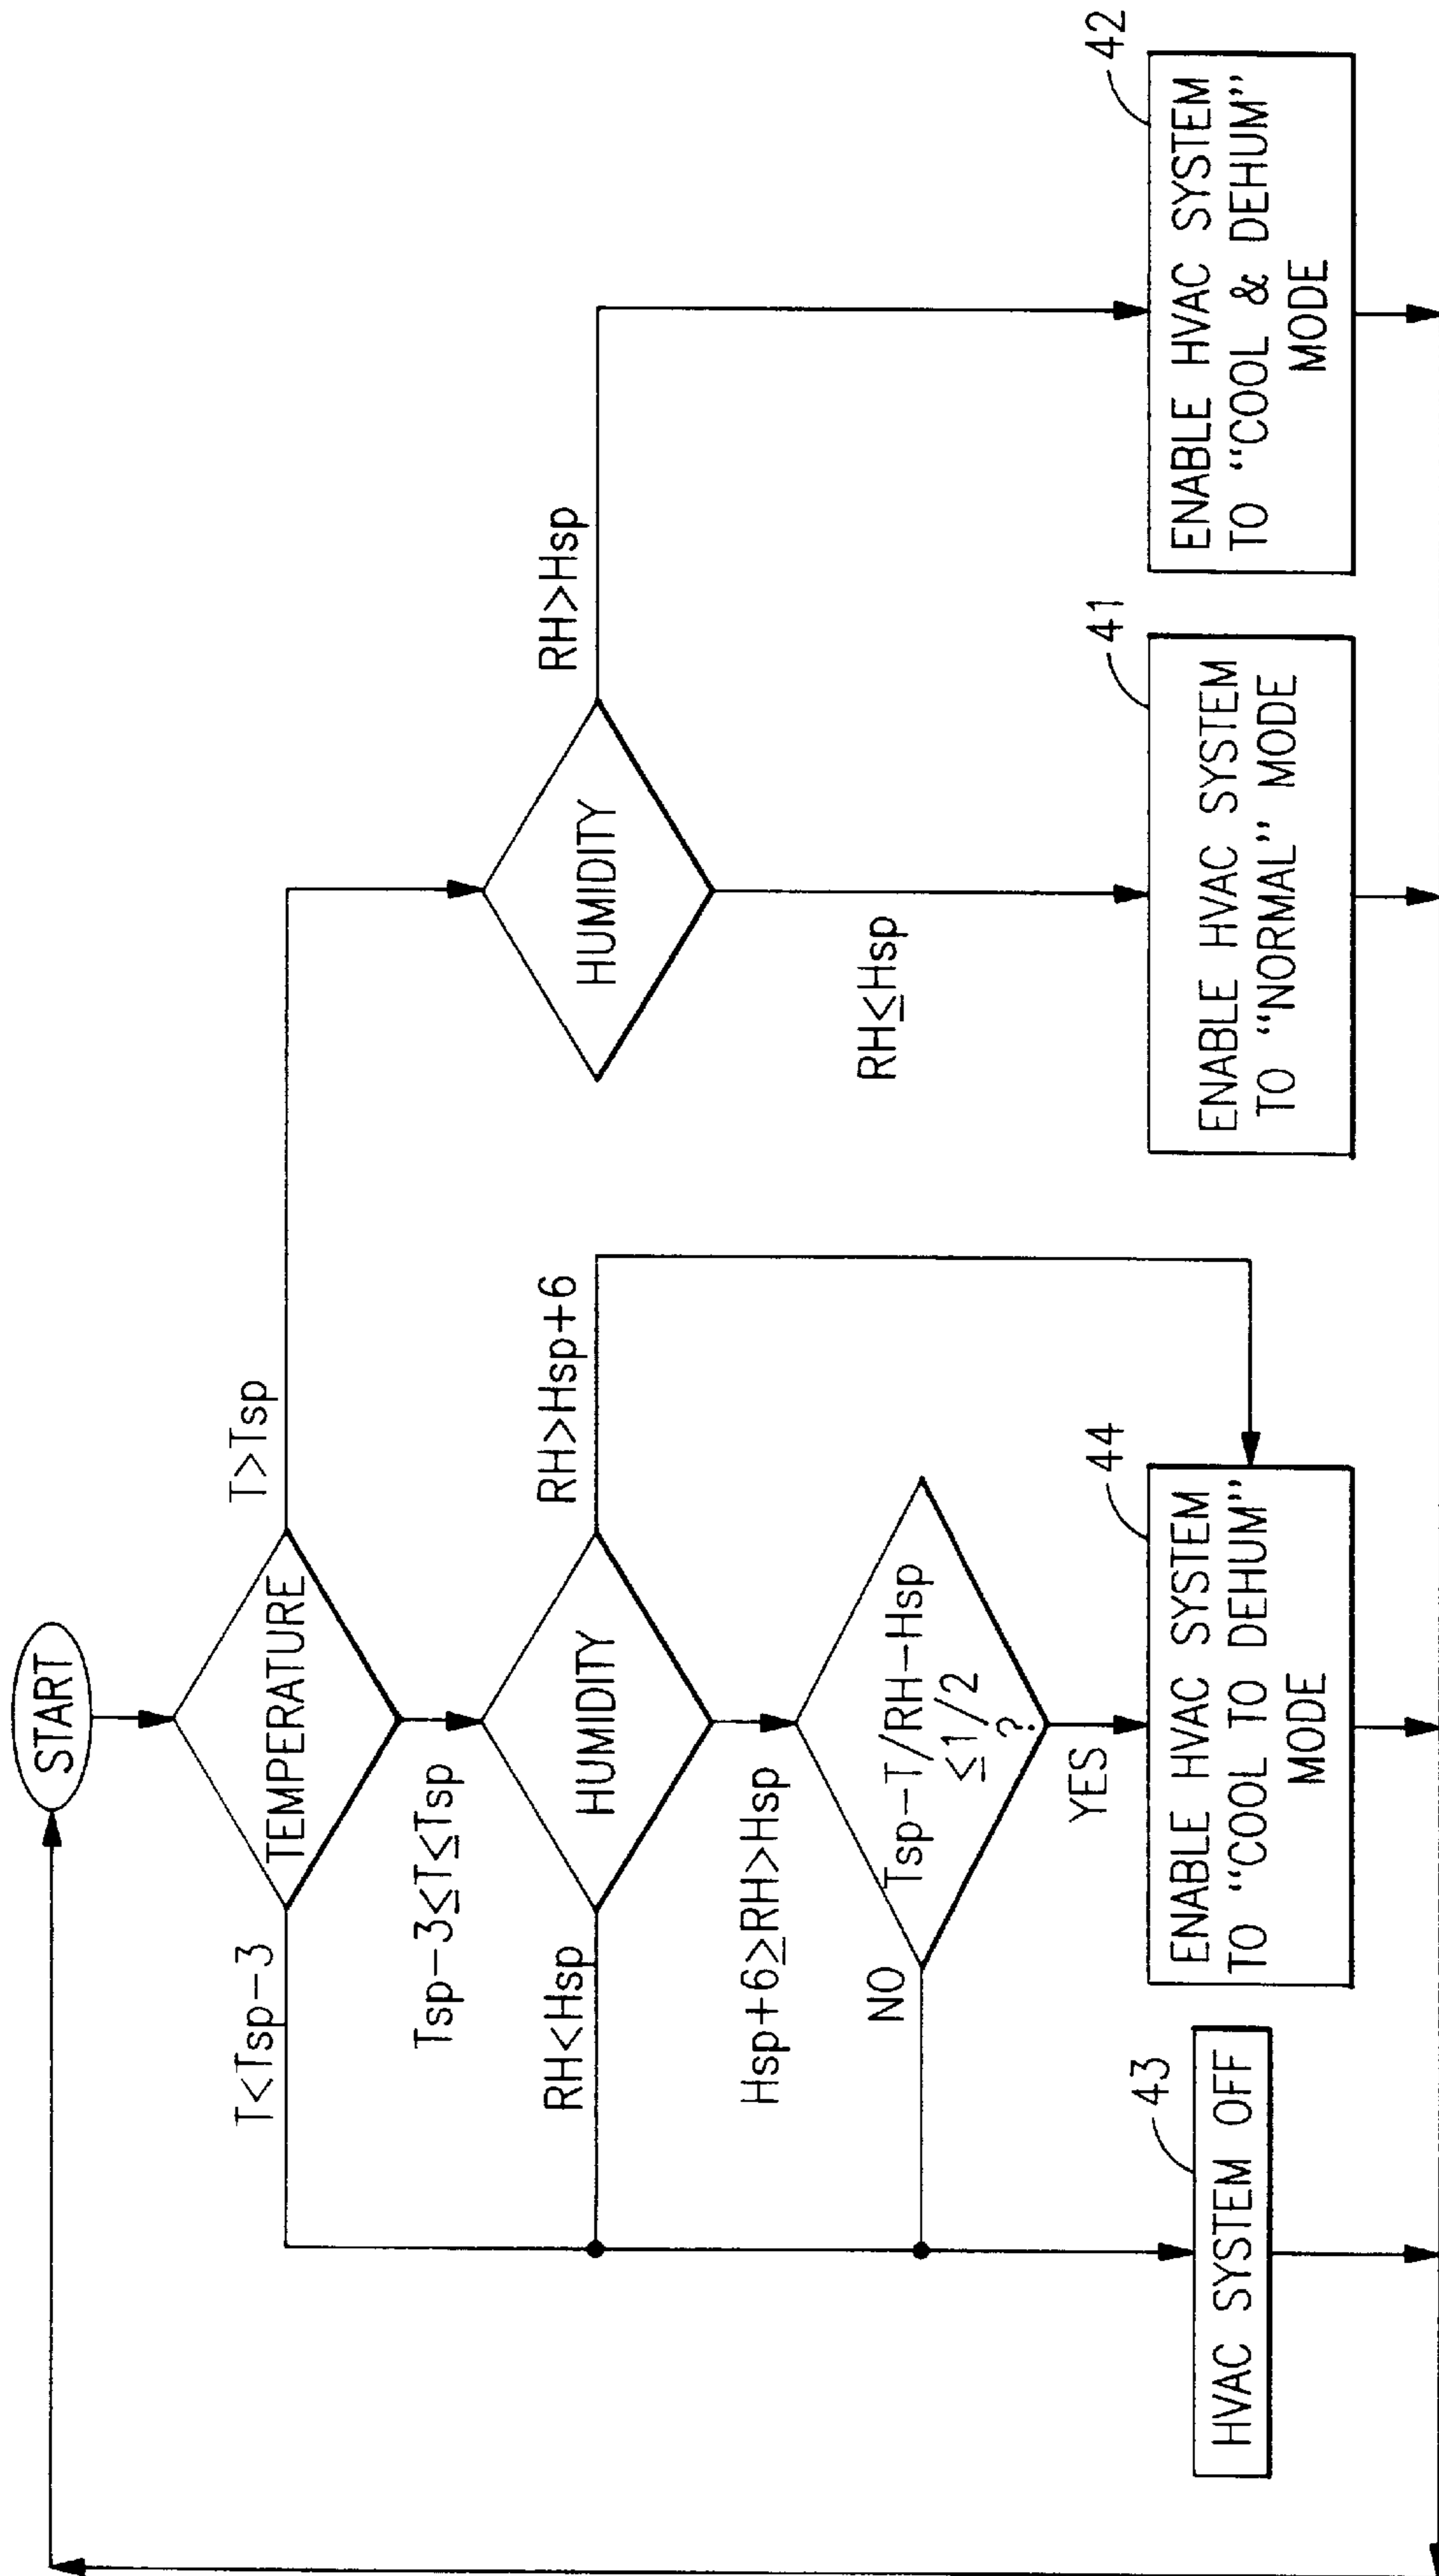 START
TEMPERATURE
T<Tsp-3
T>Tsp
Tsp-3≤T≤Tsp
HUMIDITY
RH<Hsp
RH>Hsp+6
Hsp+6≥RH>Hsp
HUMIDITY
RH>Hsp
RH≤Hsp
Tsp-T/RH-Hsp
≤1/2
?
NO
YES
43
HVAC SYSTEM OFF
44
ENABLE HVAC SYSTEM
TO "COOL TO DEHUM"
MODE
41
ENABLE HVAC SYSTEM
TO "NORMAL" MODE
42
ENABLE HVAC SYSTEM
TO "COOL & DEHUM"
MODE